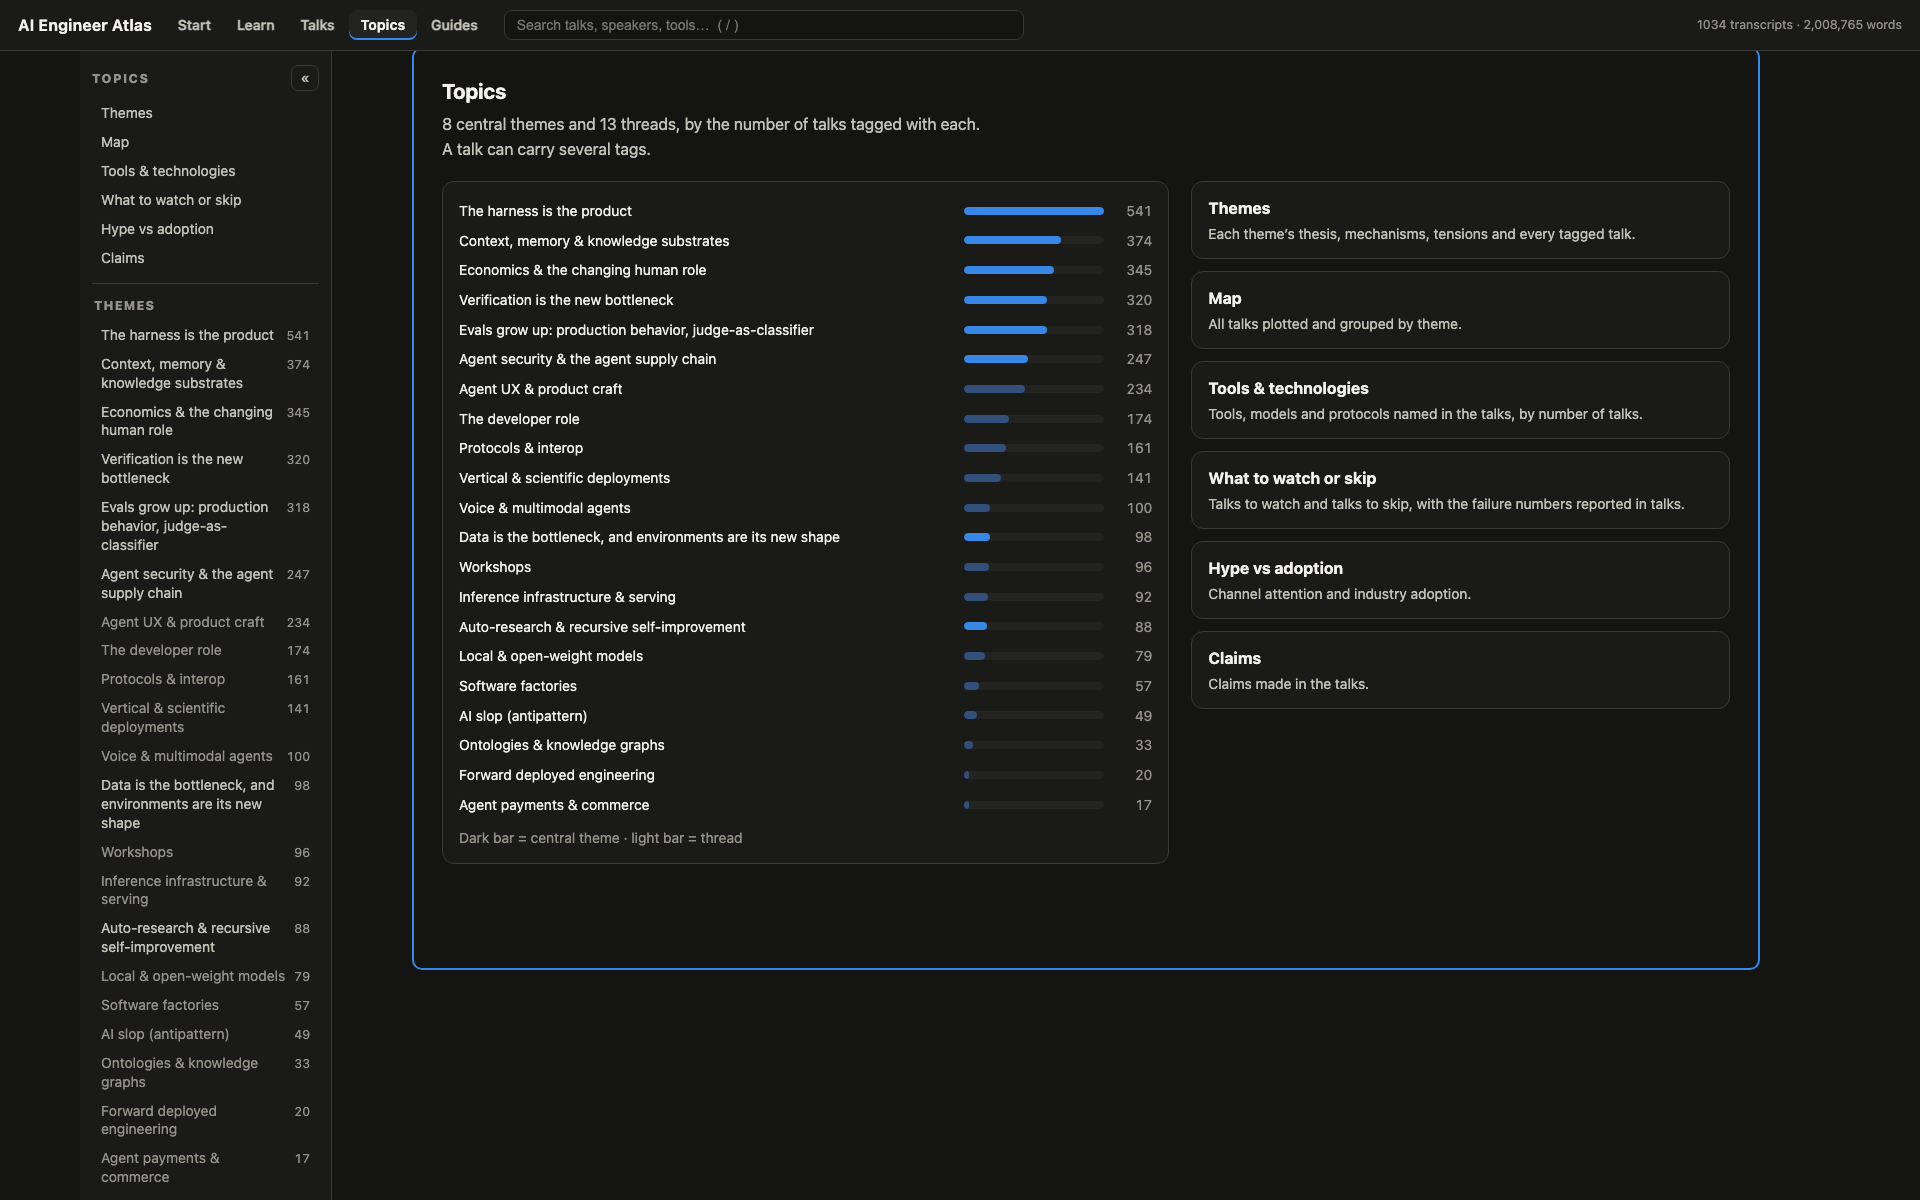 AI Engineer Atlas
Start
Learn
Talks
Topics
Guides
Search talks, speakers, tools… ( / )
1034 transcripts · 2,008,765 words
TOPICS
«
Themes
Map
Tools & technologies
What to watch or skip
Hype vs adoption
Claims
THEMES
The harness is the product 541
Context, memory & 374
knowledge substrates
Economics & the changing 345
human role
Verification is the new 320
bottleneck
Evals grow up: production 318
behavior, judge-as-
classifier
Agent security & the agent 247
supply chain
Agent UX & product craft 234
The developer role 174
Protocols & interop 161
Vertical & scientific 141
deployments
Voice & multimodal agents 100
Data is the bottleneck, and 98
environments are its new
shape
Workshops 96
Inference infrastructure & 92
serving
Auto-research & recursive 88
self-improvement
Local & open-weight models 79
Software factories 57
AI slop (antipattern) 49
Ontologies & knowledge 33
graphs
Forward deployed 20
engineering
Agent payments & 17
commerce
Topics
8 central themes and 13 threads, by the number of talks tagged with each.
A talk can carry several tags.
The harness is the product 541
Context, memory & knowledge substrates 374
Economics & the changing human role 345
Verification is the new bottleneck 320
Evals grow up: production behavior, judge-as-classifier 318
Agent security & the agent supply chain 247
Agent UX & product craft 234
The developer role 174
Protocols & interop 161
Vertical & scientific deployments 141
Voice & multimodal agents 100
Data is the bottleneck, and environments are its new shape 98
Workshops 96
Inference infrastructure & serving 92
Auto-research & recursive self-improvement 88
Local & open-weight models 79
Software factories 57
AI slop (antipattern) 49
Ontologies & knowledge graphs 33
Forward deployed engineering 20
Agent payments & commerce 17
Dark bar = central theme · light bar = thread
Themes
Each theme’s thesis, mechanisms, tensions and every tagged talk.
Map
All talks plotted and grouped by theme.
Tools & technologies
Tools, models and protocols named in the talks, by number of talks.
What to watch or skip
Talks to watch and talks to skip, with the failure numbers reported in talks.
Hype vs adoption
Channel attention and industry adoption.
Claims
Claims made in the talks.